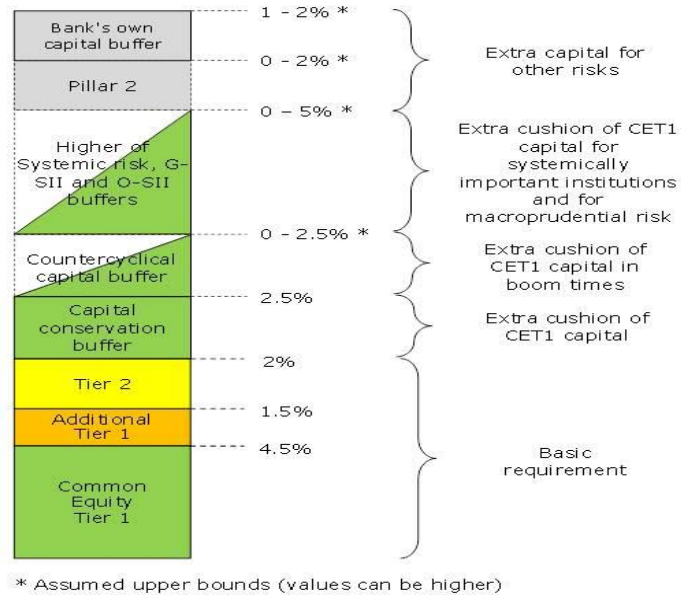 Bank's own
capital buffer
Pillar 2
Higher of
Systemic risk, G-
SII and O-SII
buffers
Countercyclical
capital buffer
Capital
conservation
buffer
Tier 2
Additional
Tier 1
Common
Equity
Tier 1
1 - 2% *
0 - 2% *
0 – 5% *
0 - 2.5% *
2.5%
2%
1.5%
4.5%
Extra capital for
other risks
Extra cushion of CET1
capital for
systemically
important institutions
and for
macroprudential risk
Extra cushion of
CET1 capital in
boom times
Extra cushion of
CET1 capital
Basic
requirement
* Assumed upper bounds (values can be higher)